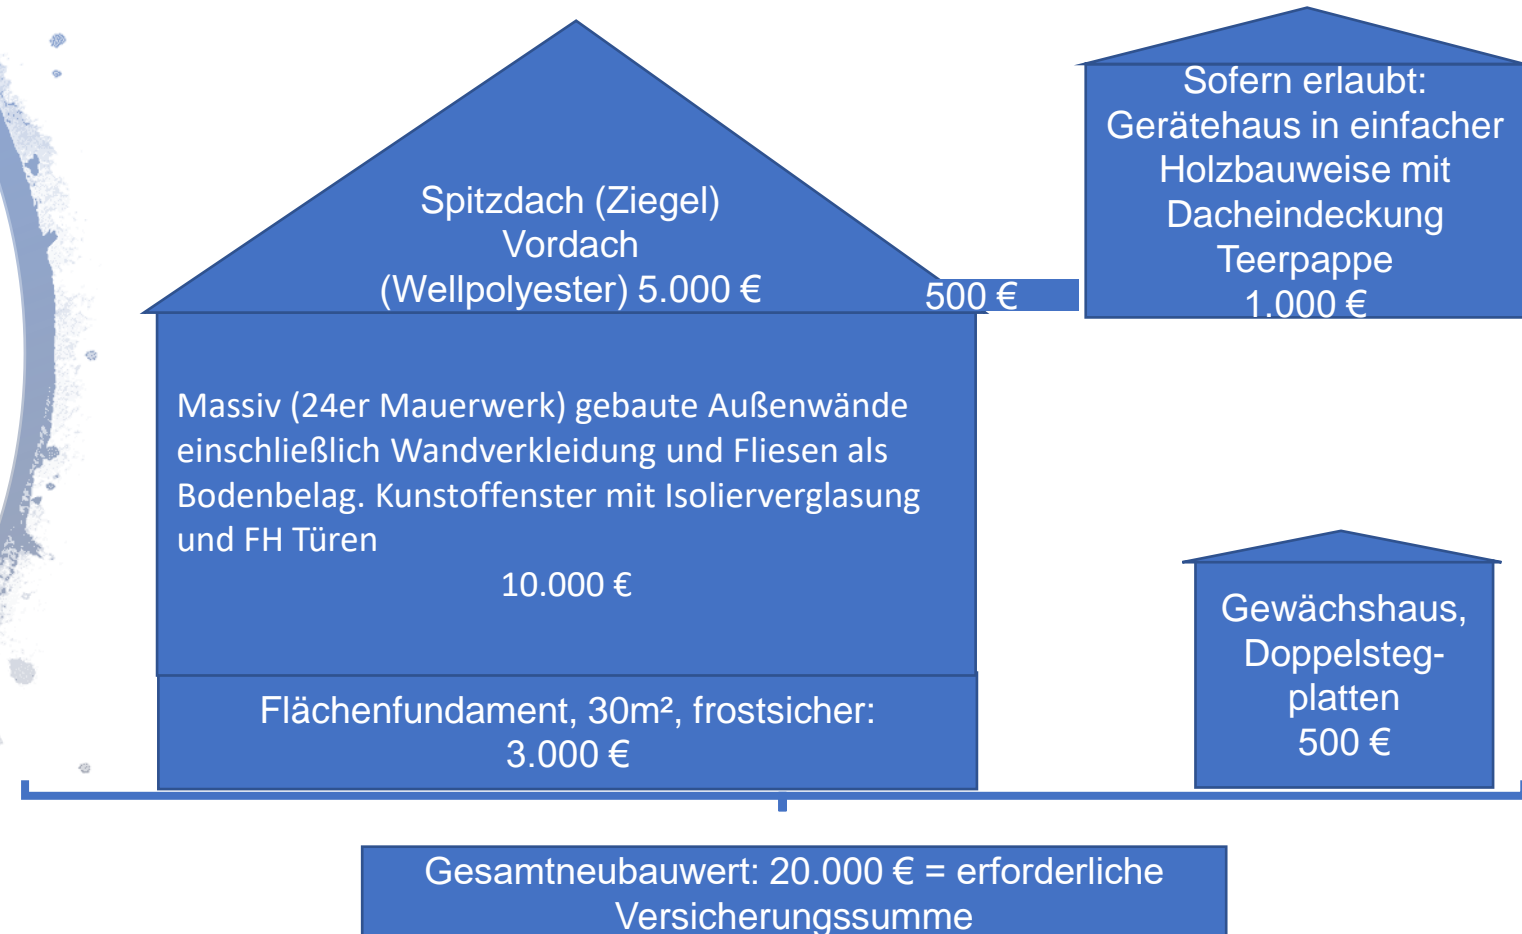 Spitzdach (Ziegel)
Vordach
(Wellpolyester) 5.000 €
500 €
Sofern erlaubt:
Gerätehaus in einfacher
Holzbauweise mit
Dacheindeckung
Teerpappe
1.000 €
Massiv (24er Mauerwerk) gebaute Außenwände
einschließlich Wandverkleidung und Fliesen als
Bodenbelag. Kunstoffenster mit Isolierverglasung
und FH Türen
10.000 €
Gewächshaus,
Doppelsteg-
platten
500 €
Flächenfundament, 30m², frostsicher:
3.000 €
Gesamtneubauwert: 20.000 € = erforderliche
Versicherungssumme